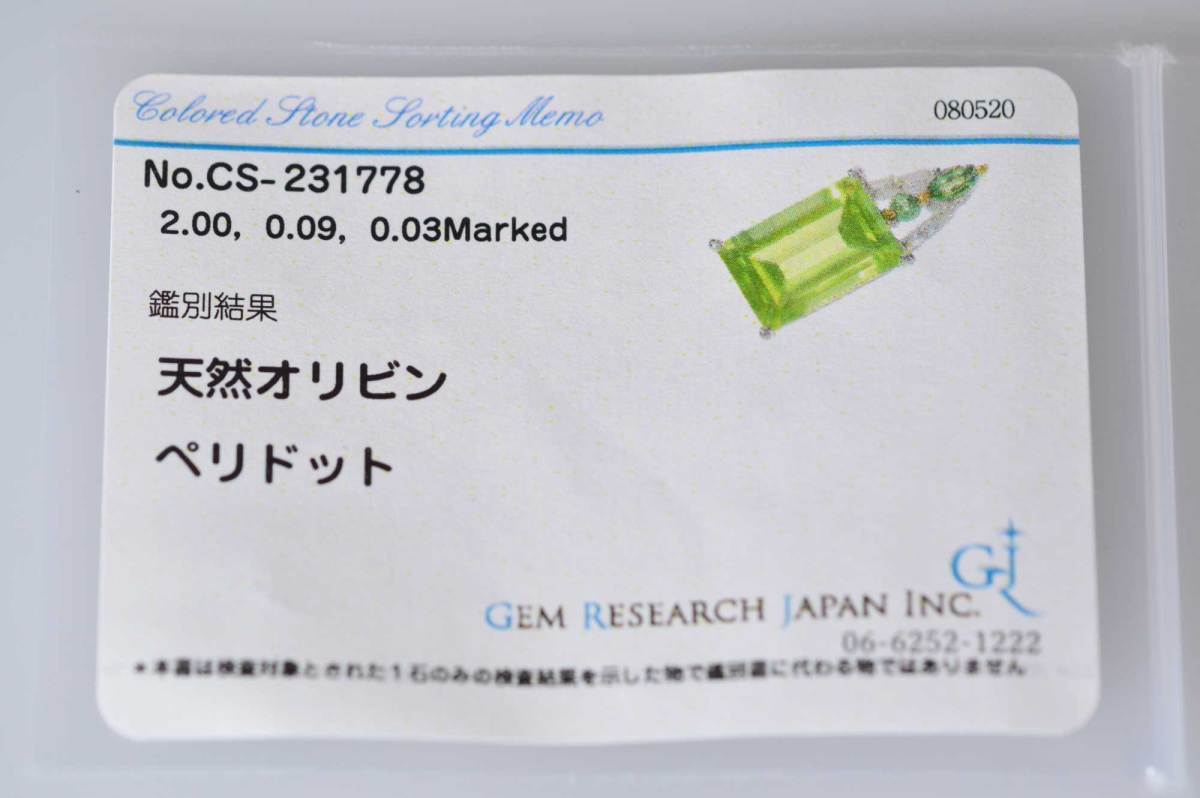 Colored Stone Sorting Memo
080520
No.CS-231778
2.00, 0.09, 0.03Marked
鑑別結果
天然オリビン
ペリドット
GJ
GEM RESEARCH JAPAN INC.
06-6252-1222
*本書は検査対象とされた1石のみの検査結果を示した物で鑑別書に代わる物ではありません